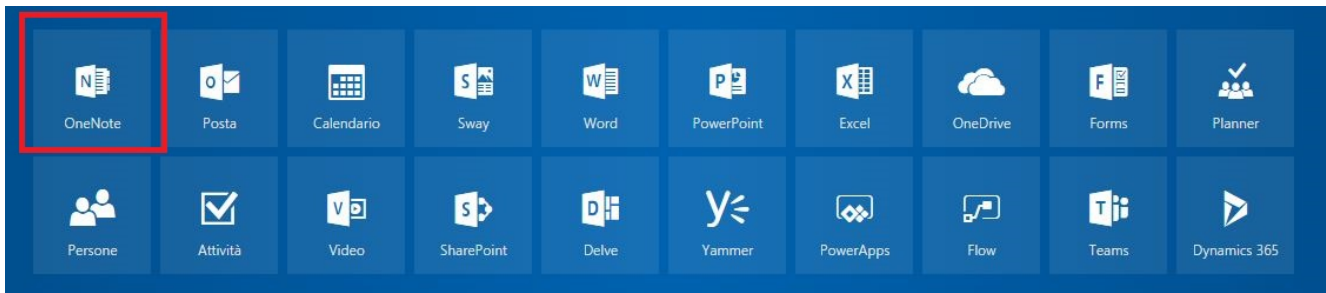 OneNote Posta Calendario Sway Word PowerPoint Excel OneDrive Forms Planner
Persone Attività Video SharePoint Delve Yammer PowerApps Flow Teams Dynamics 365